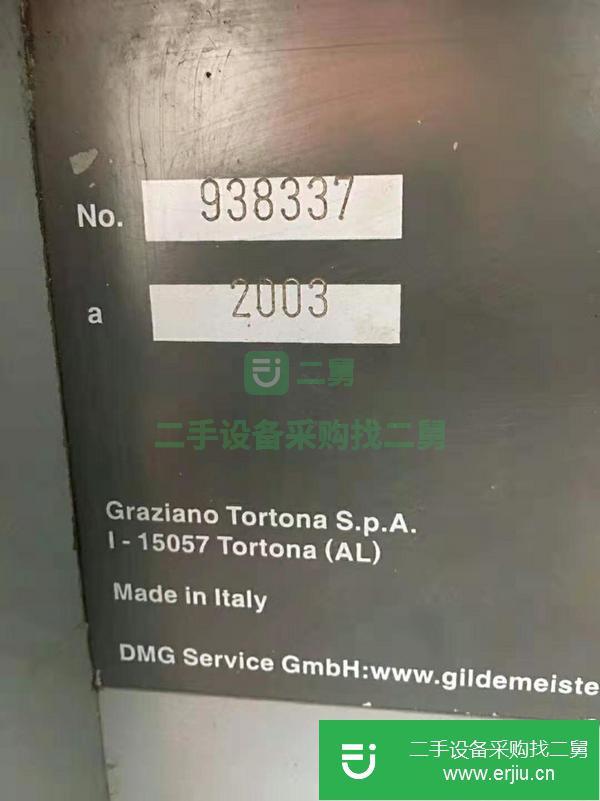 No. 938337
a 2003
二舅
二手设备采购找二舅
Graziano Tortona S.p.A.
I - 15057 Tortona (AL)
Made in Italy
DMG Service GmbH:www.gildemeiste
二手设备采购找二舅
www.erjiu.cn